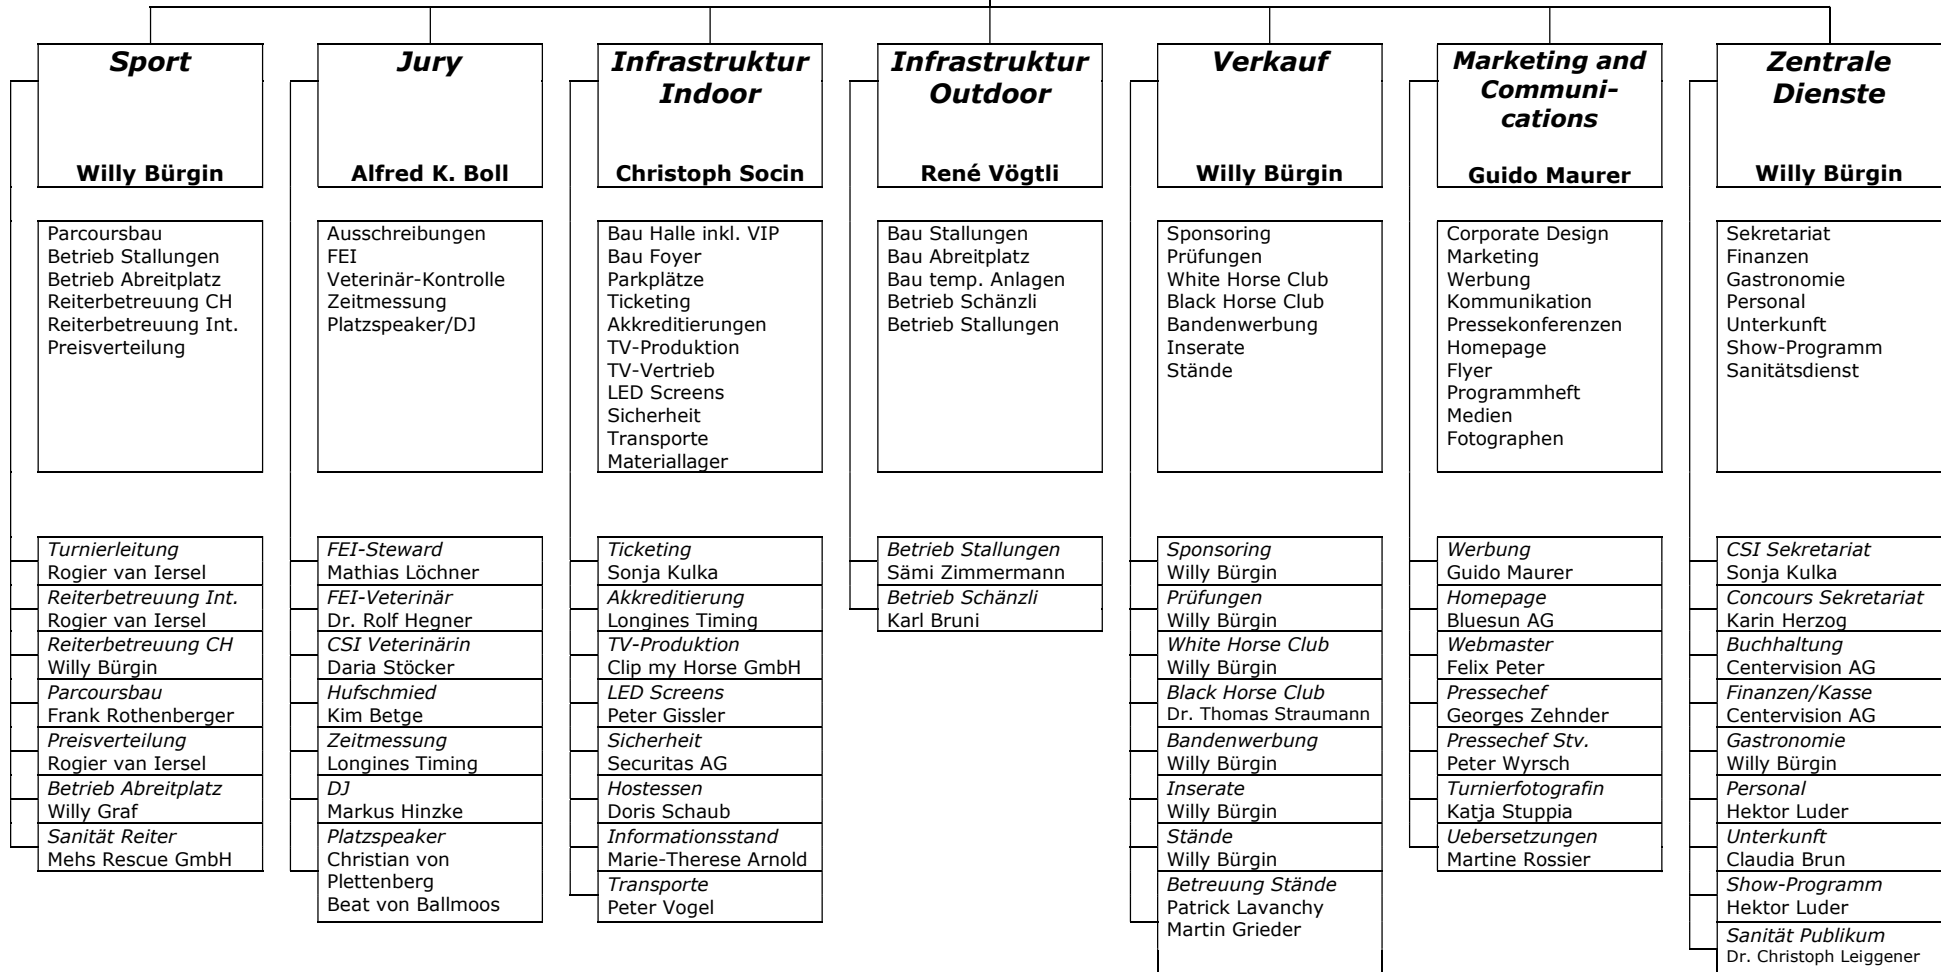 Sport
Willy Bürgin
Parcoursbau
Betrieb Stallungen
Betrieb Abreitplatz
Reiterbetreuung CH
Reiterbetreuung Int.
Preisverteilung
Turnierleitung
Rogier van Iersel
Reiterbetreuung Int.
Rogier van Iersel
Reiterbetreuung CH
Willy Bürgin
Parcoursbau
Frank Rothenberger
Preisverteilung
Rogier van Iersel
Betrieb Abreitplatz
Willy Graf
Sanität Reiter
Mehs Rescue GmbH
Jury
Alfred K. Boll
Ausschreibungen
FEI
Veterinär-Kontrolle
Zeitmessung
Platzspeaker/DJ
FEI-Steward
Mathias Löchner
FEI-Veterinär
Dr. Rolf Hegner
CSI Veterinärin
Daria Stöcker
Hufschmied
Kim Betge
Zeitmessung
Longines Timing
DJ
Markus Hinzke
Platzspeaker
Christian von
Plettenberg
Beat von Ballmoos
Infrastruktur
Indoor
Christoph Socin
Bau Halle inkl. VIP
Bau Foyer
Parkplätze
Ticketing
Akkreditierungen
TV-Produktion
TV-Vertrieb
LED Screens
Sicherheit
Transporte
Materiallager
Ticketing
Sonja Kulka
Akkreditierung
Longines Timing
TV-Produktion
Clip my Horse GmbH
LED Screens
Peter Gissler
Sicherheit
Securitas AG
Hostessen
Doris Schaub
Informationsstand
Marie-Therese Arnold
Transporte
Peter Vogel
Infrastruktur
Outdoor
René Vögtli
Bau Stallungen
Bau Abreitplatz
Bau temp. Anlagen
Betrieb Schänzli
Betrieb Stallungen
Betrieb Stallungen
Sämi Zimmermann
Betrieb Schänzli
Karl Bruni
Verkauf
Willy Bürgin
Sponsoring
Prüfungen
White Horse Club
Black Horse Club
Bandenwerbung
Inserate
Stände
Sponsoring
Willy Bürgin
Prüfungen
Willy Bürgin
White Horse Club
Willy Bürgin
Black Horse Club
Dr. Thomas Straumann
Bandenwerbung
Willy Bürgin
Inserate
Willy Bürgin
Stände
Willy Bürgin
Betreuung Stände
Patrick Lavanchy
Martin Grieder
Marketing and
Communi-
cations
Guido Maurer
Corporate Design
Marketing
Werbung
Kommunikation
Pressekonferenzen
Homepage
Flyer
Programmheft
Medien
Fotographen
Werbung
Guido Maurer
Homepage
Bluesun AG
Webmaster
Felix Peter
Pressechef
Georges Zehnder
Pressechef Stv.
Peter Wyrsch
Turnierfotografin
Katja Stuppia
Uebersetzungen
Martine Rossier
Zentrale
Dienste
Willy Bürgin
Sekretariat
Finanzen
Gastronomie
Personal
Unterkunft
Show-Programm
Sanitätsdienst
CSI Sekretariat
Sonja Kulka
Concours Sekretariat
Karin Herzog
Buchhaltung
Centervision AG
Finanzen/Kasse
Centervision AG
Gastronomie
Willy Bürgin
Personal
Hektor Luder
Unterkunft
Claudia Brun
Show-Programm
Hektor Luder
Sanität Publikum
Dr. Christoph Leiggener